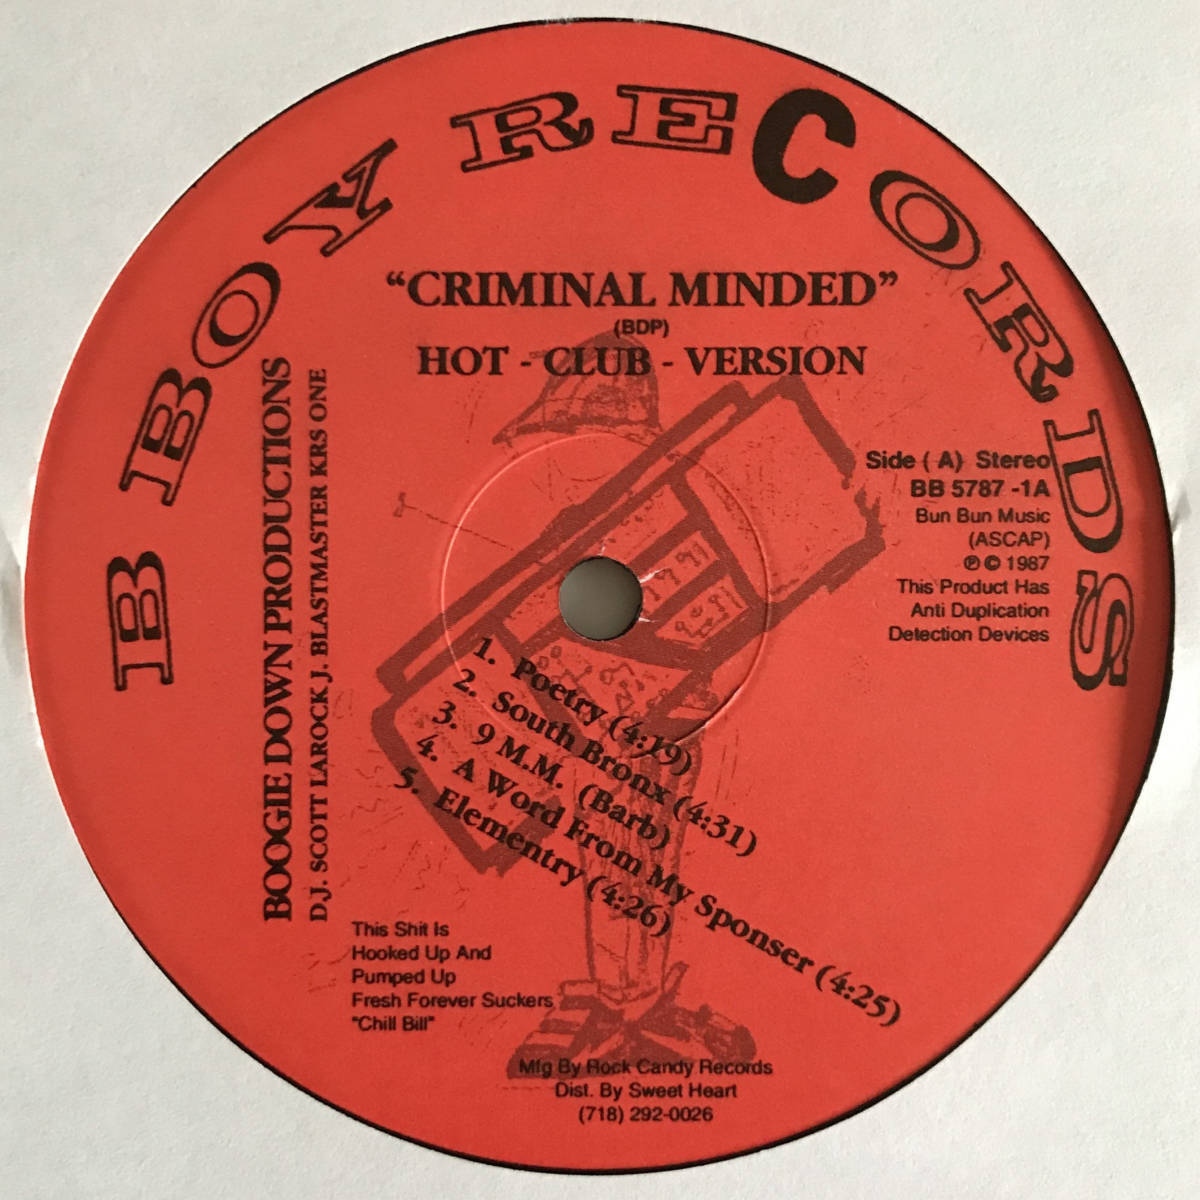 B BOY RECORDS
“CRIMINAL MINDED”
(BDP)
HOT - CLUB - VERSION
BOOGIE DOWN PRODUCTIONS
D.J. SCOTT LAROCK J. BLASTMASTER KRS ONE
Side ( A) Stereo
BB 5787 -1A
Bun Bun Music
(ASCAP)
℗ © 1987
This Product Has
Anti Duplication
Detection Devices
1. Poetry (4:19)
2. South Bronx (4:31)
3. 9 M.M. (Barb)
4. A Word From My Sponser (4:25)
5. Elementry (4:26)
This Shit Is
Hooked Up And
Pumped Up
Fresh Forever Suckers
"Chill Bill"
Mfg By Rock Candy Records
Dist. By Sweet Heart
(718) 292-0026